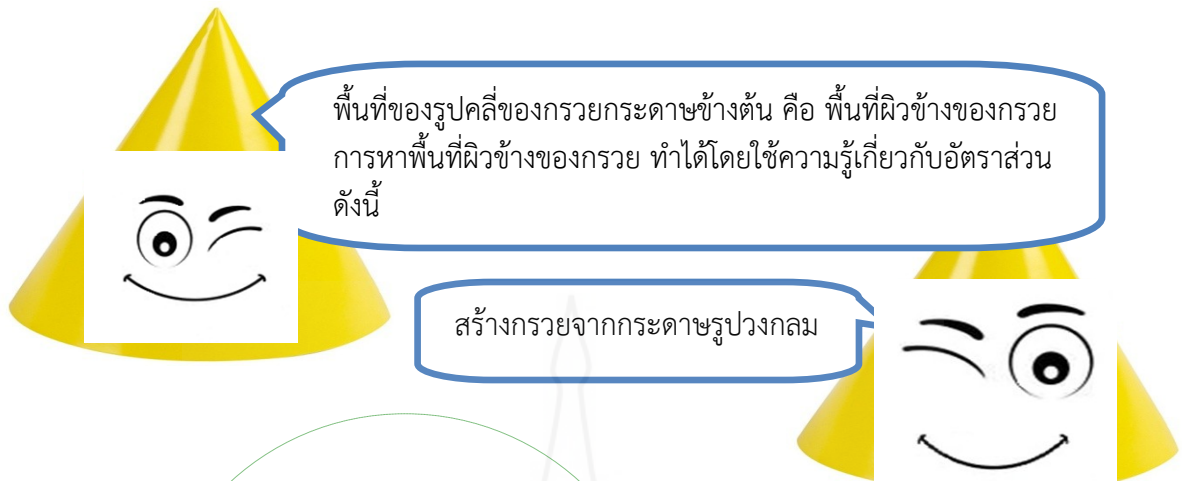 พื้นที่ของรูปคลี่ของกรวยกระดาษข้างต้น คือ พื้นที่ผิวข้างของกรวย
การหาพื้นที่ผิวข้างของกรวย ทำได้โดยใช้ความรู้เกี่ยวกับอัตราส่วน
ดังนี้
สร้างกรวยจากกระดาษรูปวงกลม